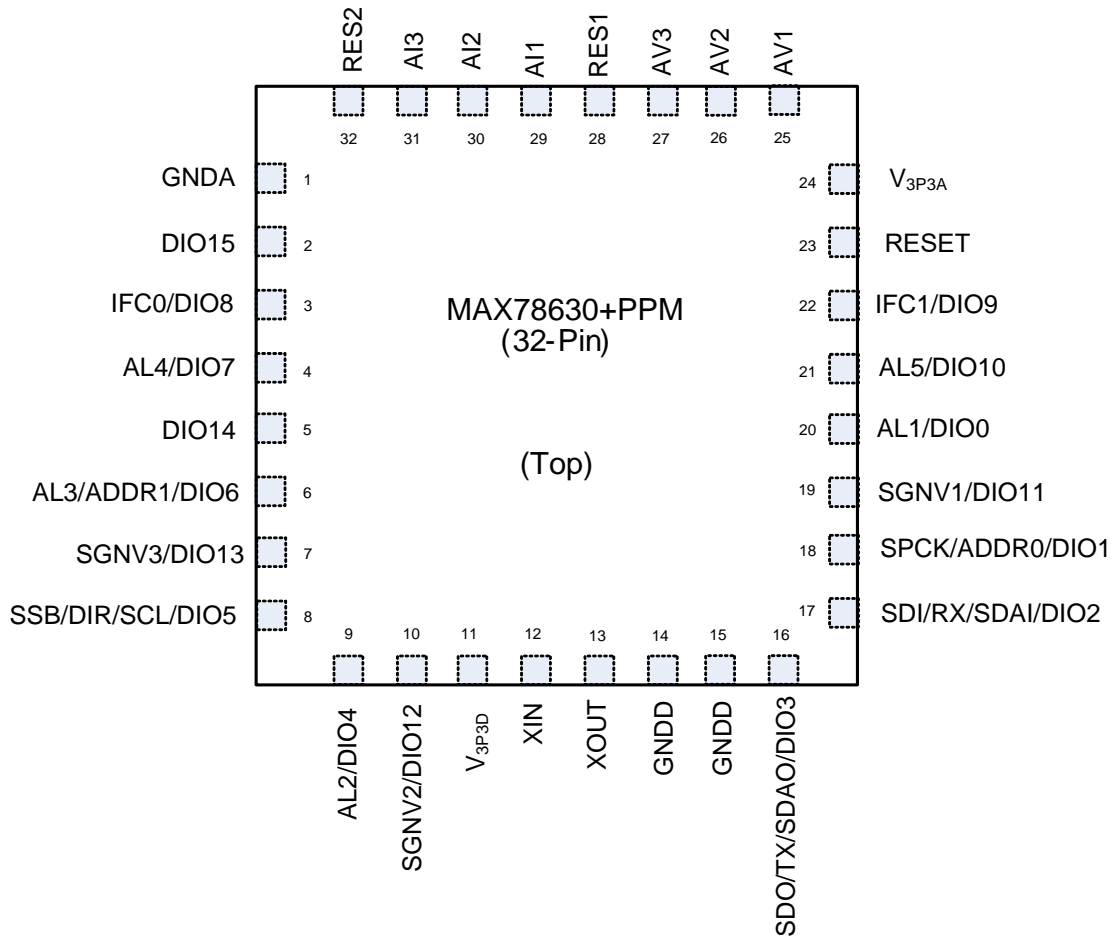 RES2
AI3
AI2
AI1
RES1
AV3
AV2
AV1
32
31
30
29
28
27
26
25
GNDA
1
24
V3P3A
DIO15
2
23
RESET
IFC0/DIO8
3
MAX78630+PPM
(32-Pin)
22
IFC1/DIO9
AL4/DIO7
4
21
AL5/DIO10
DIO14
5
20
AL1/DIO0
(Top)
AL3/ADDR1/DIO6
6
19
SGNV1/DIO11
SGNV3/DIO13
7
18
SPCK/ADDR0/DIO1
SSB/DIR/SCL/DIO5
8
17
SDI/RX/SDAI/DIO2
9
10
11
12
13
14
15
16
AL2/DIO4
SGNV2/DIO12
V3P3D
XIN
XOUT
GNDD
GNDD
SDO/TX/SDAO/DIO3